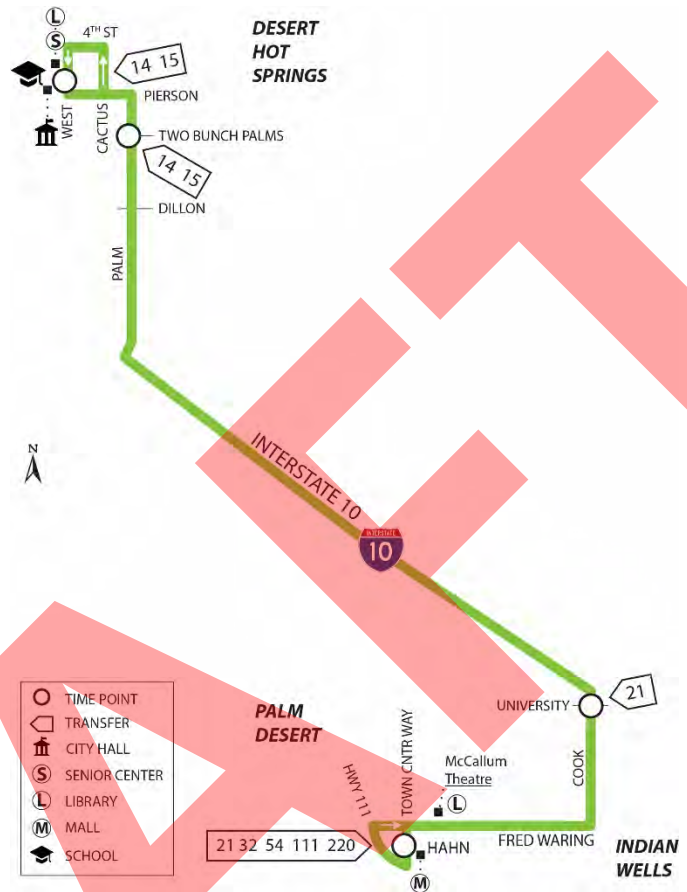 L
4TH ST
S
DESERT
HOT
SPRINGS
14 15
PIERSON
WEST
CACTUS
TWO BUNCH PALMS
14 15
DILLON
PALM
N
INTERSTATE 10
INTERSTATE
10
TIME POINT
TRANSFER
CITY HALL
S SENIOR CENTER
L LIBRARY
M MALL
SCHOOL
PALM
DESERT
UNIVERSITY
21
COOK
HWY 111
TOWN CNTR WAY
McCallum
Theatre
L
FRED WARING
21 32 54 111 220
HAHN
M
INDIAN
WELLS